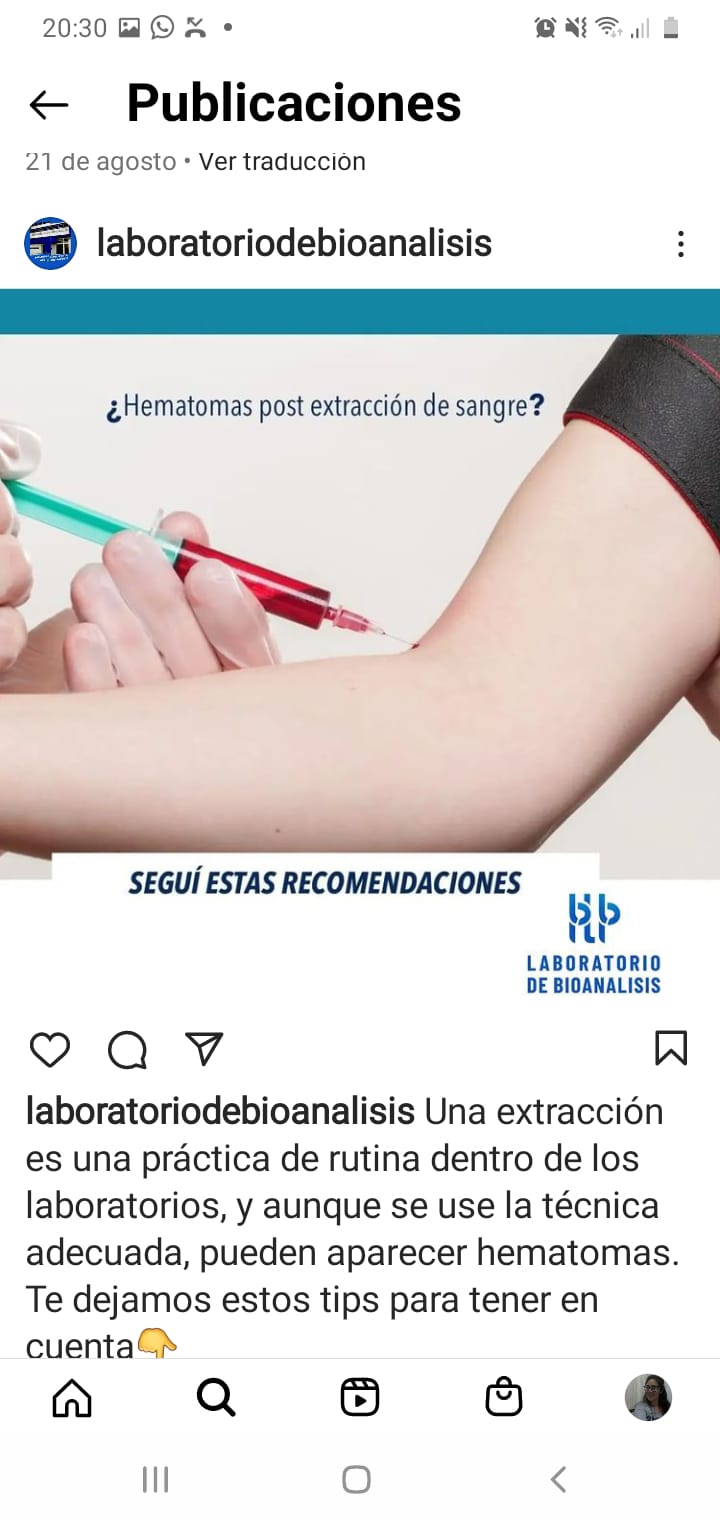 20:30
Publicaciones
21 de agosto • Ver traducción
laboratoriodebioanalisis
¿Hematomas post extracción de sangre?
SEGUÍ ESTAS RECOMENDACIONES
LABORATORIO
DE BIOANALISIS
laboratoriodebioanalisis Una extracción
es una práctica de rutina dentro de los
laboratorios, y aunque se use la técnica
adecuada, pueden aparecer hematomas.
Te dejamos estos tips para tener en
cuenta👇